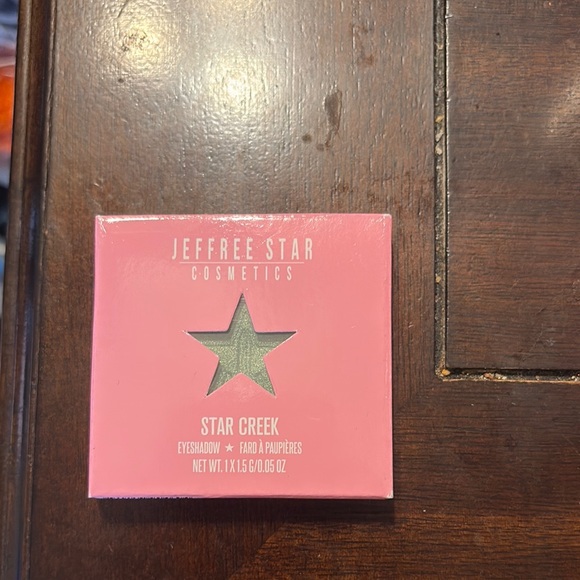 JEFFREE STAR
COSMETICS
STAR CREEK
EYESHADOW ★ FARD À PAUPIÈRES
NET WT. 1 X 1.5 G/0.05 OZ